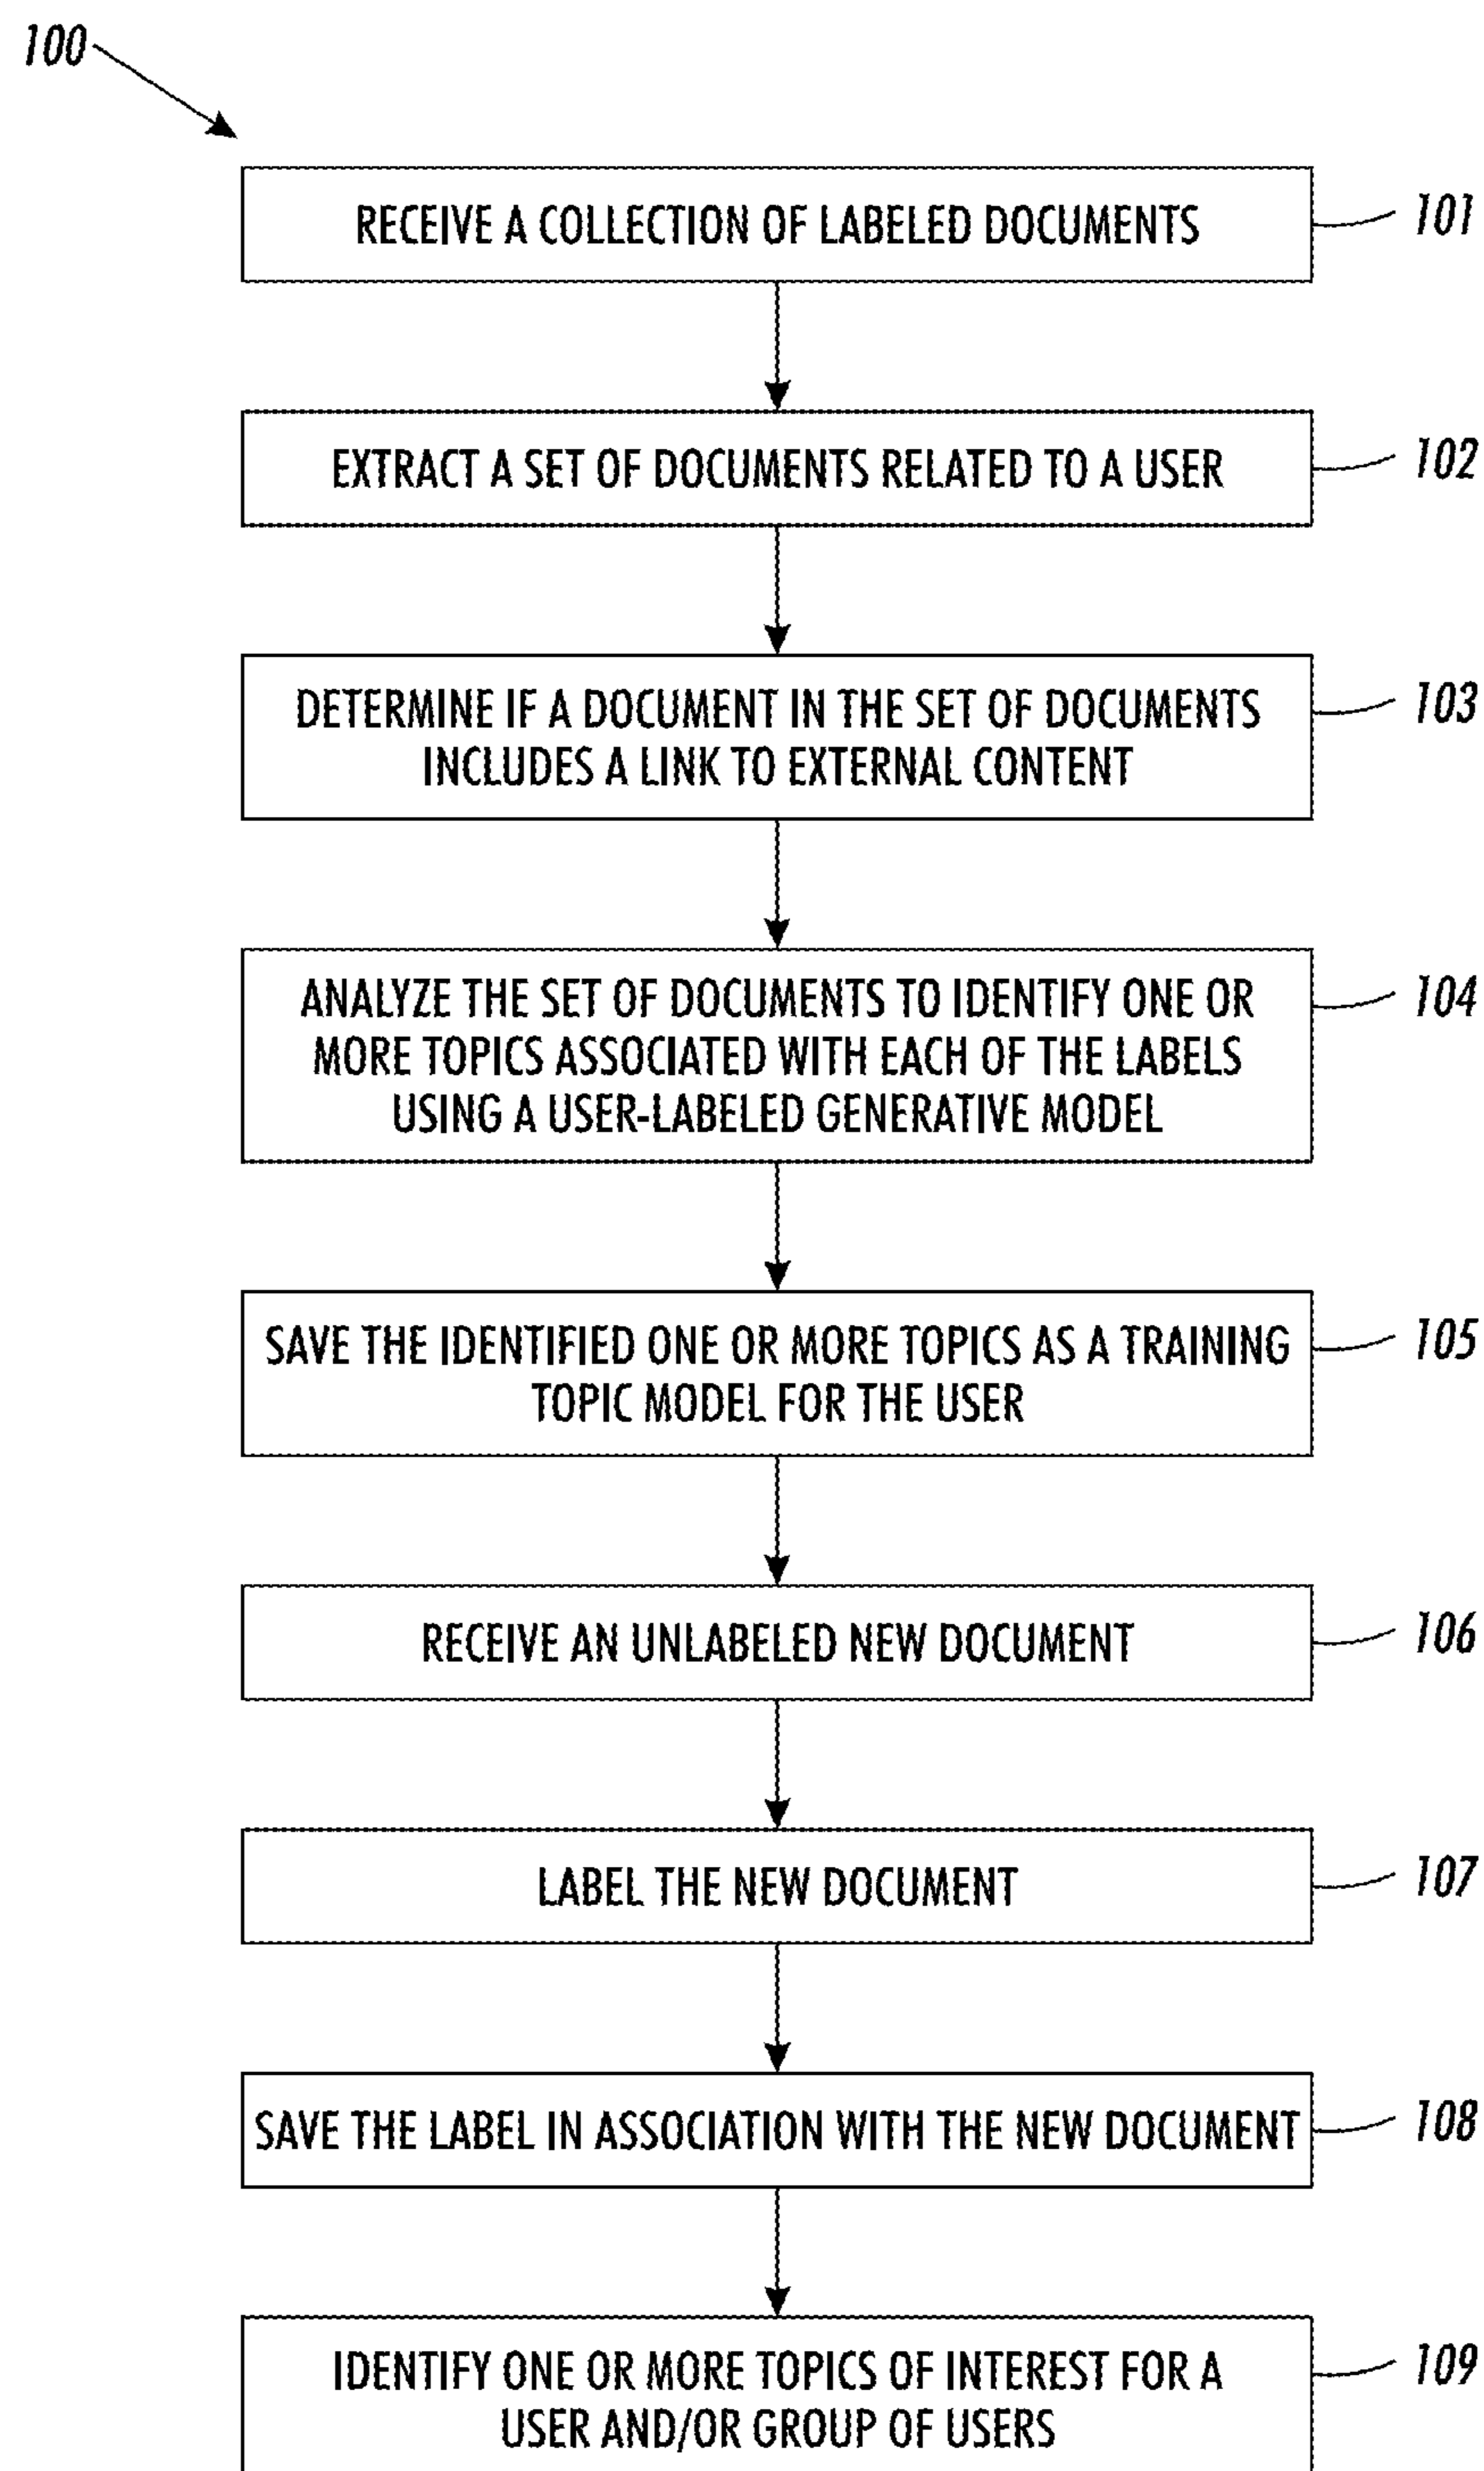 100
RECEIVE A COLLECTION OF LABELED DOCUMENTS
101
EXTRACT A SET OF DOCUMENTS RELATED TO A USER
102
DETERMINE IF A DOCUMENT IN THE SET OF DOCUMENTS
INCLUDES A LINK TO EXTERNAL CONTENT
103
ANALYZE THE SET OF DOCUMENTS TO IDENTIFY ONE OR
MORE TOPICS ASSOCIATED WITH EACH OF THE LABELS
USING A USER-LABELED GENERATIVE MODEL
104
SAVE THE IDENTIFIED ONE OR MORE TOPICS AS A TRAINING
TOPIC MODEL FOR THE USER
105
RECEIVE AN UNLABELED NEW DOCUMENT
106
LABEL THE NEW DOCUMENT
107
SAVE THE LABEL IN ASSOCIATION WITH THE NEW DOCUMENT
108
IDENTIFY ONE OR MORE TOPICS OF INTEREST FOR A
USER AND/OR GROUP OF USERS
109